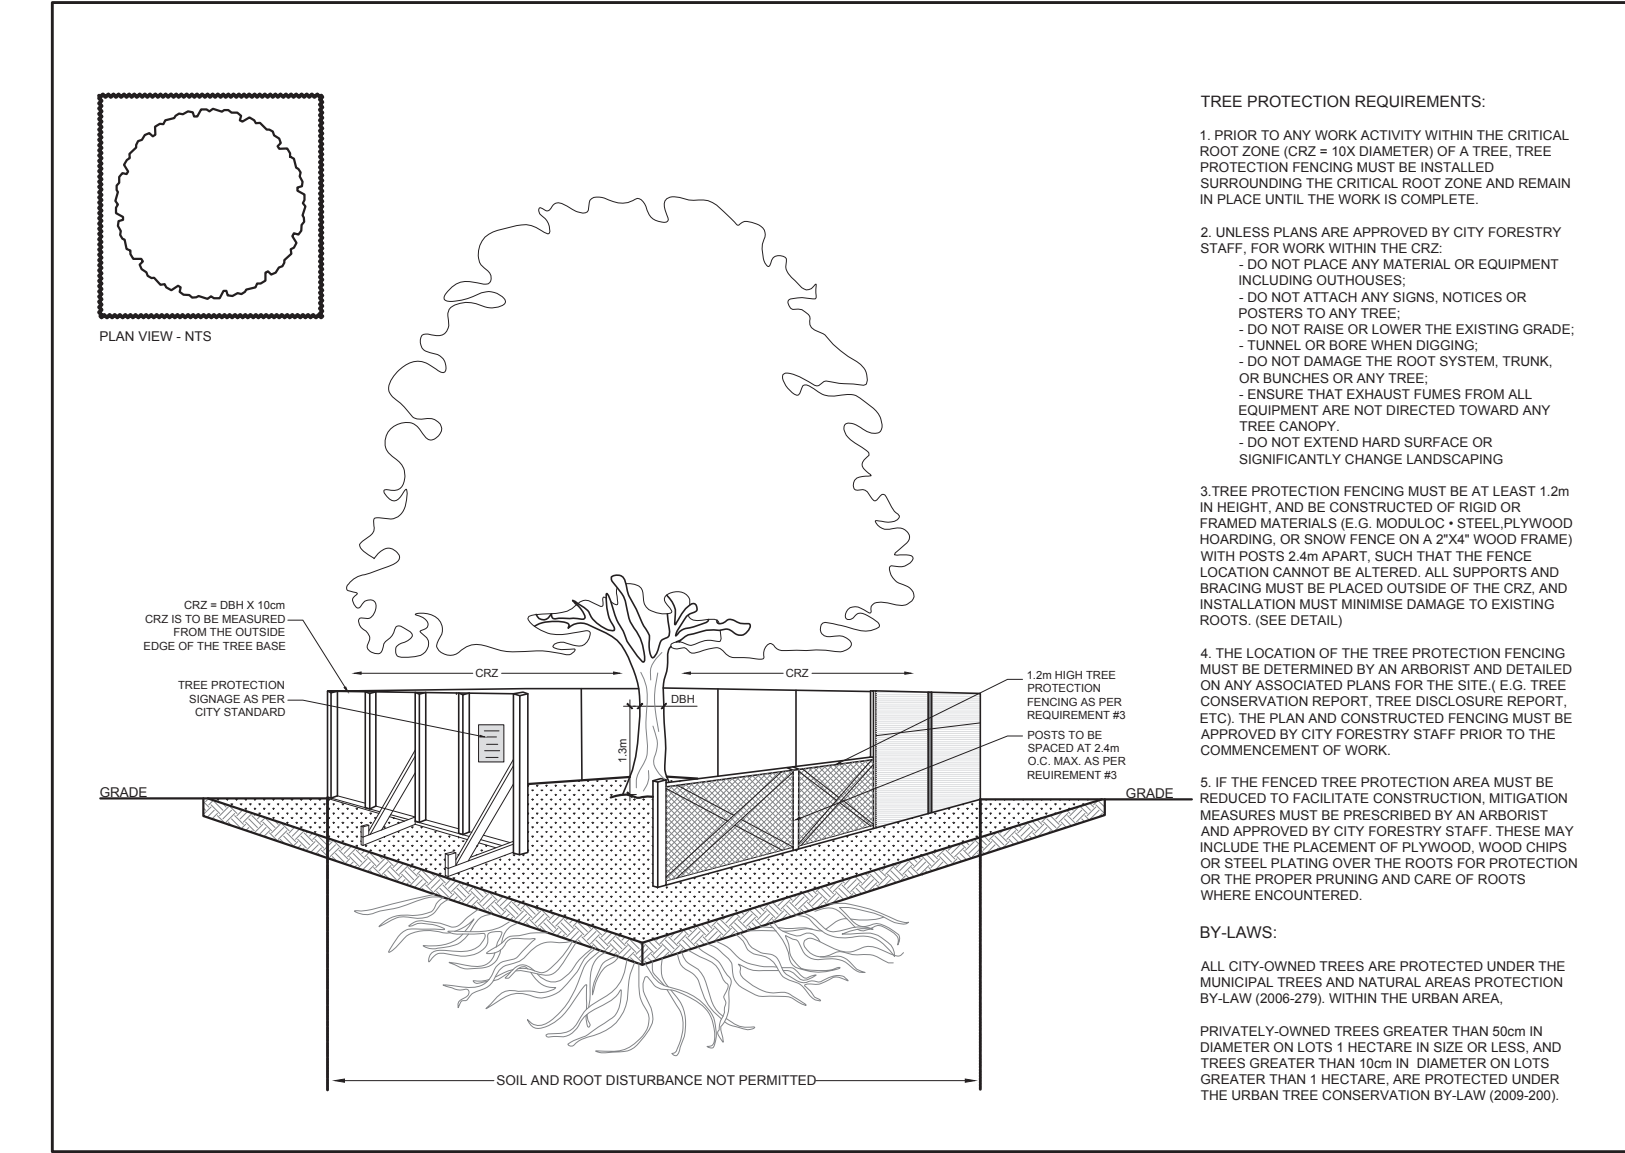 PLAN VIEW - NTS
CRZ = DBH X 10cm
CRZ IS TO BE MEASURED
FROM THE OUTSIDE
EDGE OF THE TREE BASE
TREE PROTECTION
SIGNAGE AS PER
CITY STANDARD
GRADE
CRZ
CRZ
DBH
1.3m
1.2m HIGH TREE
PROTECTION
FENCING AS PER
REQUIREMENT #3
POSTS TO BE
SPACED AT 2.4m
O.C. MAX. AS PER
REUIREMENT #3
GRADE
SOIL AND ROOT DISTURBANCE NOT PERMITTED
TREE PROTECTION REQUIREMENTS:
1. PRIOR TO ANY WORK ACTIVITY WITHIN THE CRITICAL
ROOT ZONE (CRZ = 10X DIAMETER) OF A TREE, TREE
PROTECTION FENCING MUST BE INSTALLED
SURROUNDING THE CRITICAL ROOT ZONE AND REMAIN
IN PLACE UNTIL THE WORK IS COMPLETE.
2. UNLESS PLANS ARE APPROVED BY CITY FORESTRY
STAFF, FOR WORK WITHIN THE CRZ:
- DO NOT PLACE ANY MATERIAL OR EQUIPMENT
INCLUDING OUTHOUSES;
- DO NOT ATTACH ANY SIGNS, NOTICES OR
POSTERS TO ANY TREE;
- DO NOT RAISE OR LOWER THE EXISTING GRADE;
- TUNNEL OR BORE WHEN DIGGING;
- DO NOT DAMAGE THE ROOT SYSTEM, TRUNK,
OR BUNCHES OR ANY TREE;
- ENSURE THAT EXHAUST FUMES FROM ALL
EQUIPMENT ARE NOT DIRECTED TOWARD ANY
TREE CANOPY.
- DO NOT EXTEND HARD SURFACE OR
SIGNIFICANTLY CHANGE LANDSCAPING
3.TREE PROTECTION FENCING MUST BE AT LEAST 1.2m
IN HEIGHT, AND BE CONSTRUCTED OF RIGID OR
FRAMED MATERIALS (E.G. MODULOC • STEEL,PLYWOOD
HOARDING, OR SNOW FENCE ON A 2"X4" WOOD FRAME)
WITH POSTS 2.4m APART, SUCH THAT THE FENCE
LOCATION CANNOT BE ALTERED. ALL SUPPORTS AND
BRACING MUST BE PLACED OUTSIDE OF THE CRZ, AND
INSTALLATION MUST MINIMISE DAMAGE TO EXISTING
ROOTS. (SEE DETAIL)
4. THE LOCATION OF THE TREE PROTECTION FENCING
MUST BE DETERMINED BY AN ARBORIST AND DETAILED
ON ANY ASSOCIATED PLANS FOR THE SITE.( E.G. TREE
CONSERVATION REPORT, TREE DISCLOSURE REPORT,
ETC). THE PLAN AND CONSTRUCTED FENCING MUST BE
APPROVED BY CITY FORESTRY STAFF PRIOR TO THE
COMMENCEMENT OF WORK.
5. IF THE FENCED TREE PROTECTION AREA MUST BE
REDUCED TO FACILITATE CONSTRUCTION, MITIGATION
MEASURES MUST BE PRESCRIBED BY AN ARBORIST
AND APPROVED BY CITY FORESTRY STAFF. THESE MAY
INCLUDE THE PLACEMENT OF PLYWOOD, WOOD CHIPS
OR STEEL PLATING OVER THE ROOTS FOR PROTECTION
OR THE PROPER PRUNING AND CARE OF ROOTS
WHERE ENCOUNTERED.
BY-LAWS:
ALL CITY-OWNED TREES ARE PROTECTED UNDER THE
MUNICIPAL TREES AND NATURAL AREAS PROTECTION
BY-LAW (2006-279). WITHIN THE URBAN AREA,
PRIVATELY-OWNED TREES GREATER THAN 50cm IN
DIAMETER ON LOTS 1 HECTARE IN SIZE OR LESS, AND
TREES GREATER THAN 10cm IN  DIAMETER ON LOTS
GREATER THAN 1 HECTARE, ARE PROTECTED UNDER
THE URBAN TREE CONSERVATION BY-LAW (2009-200).